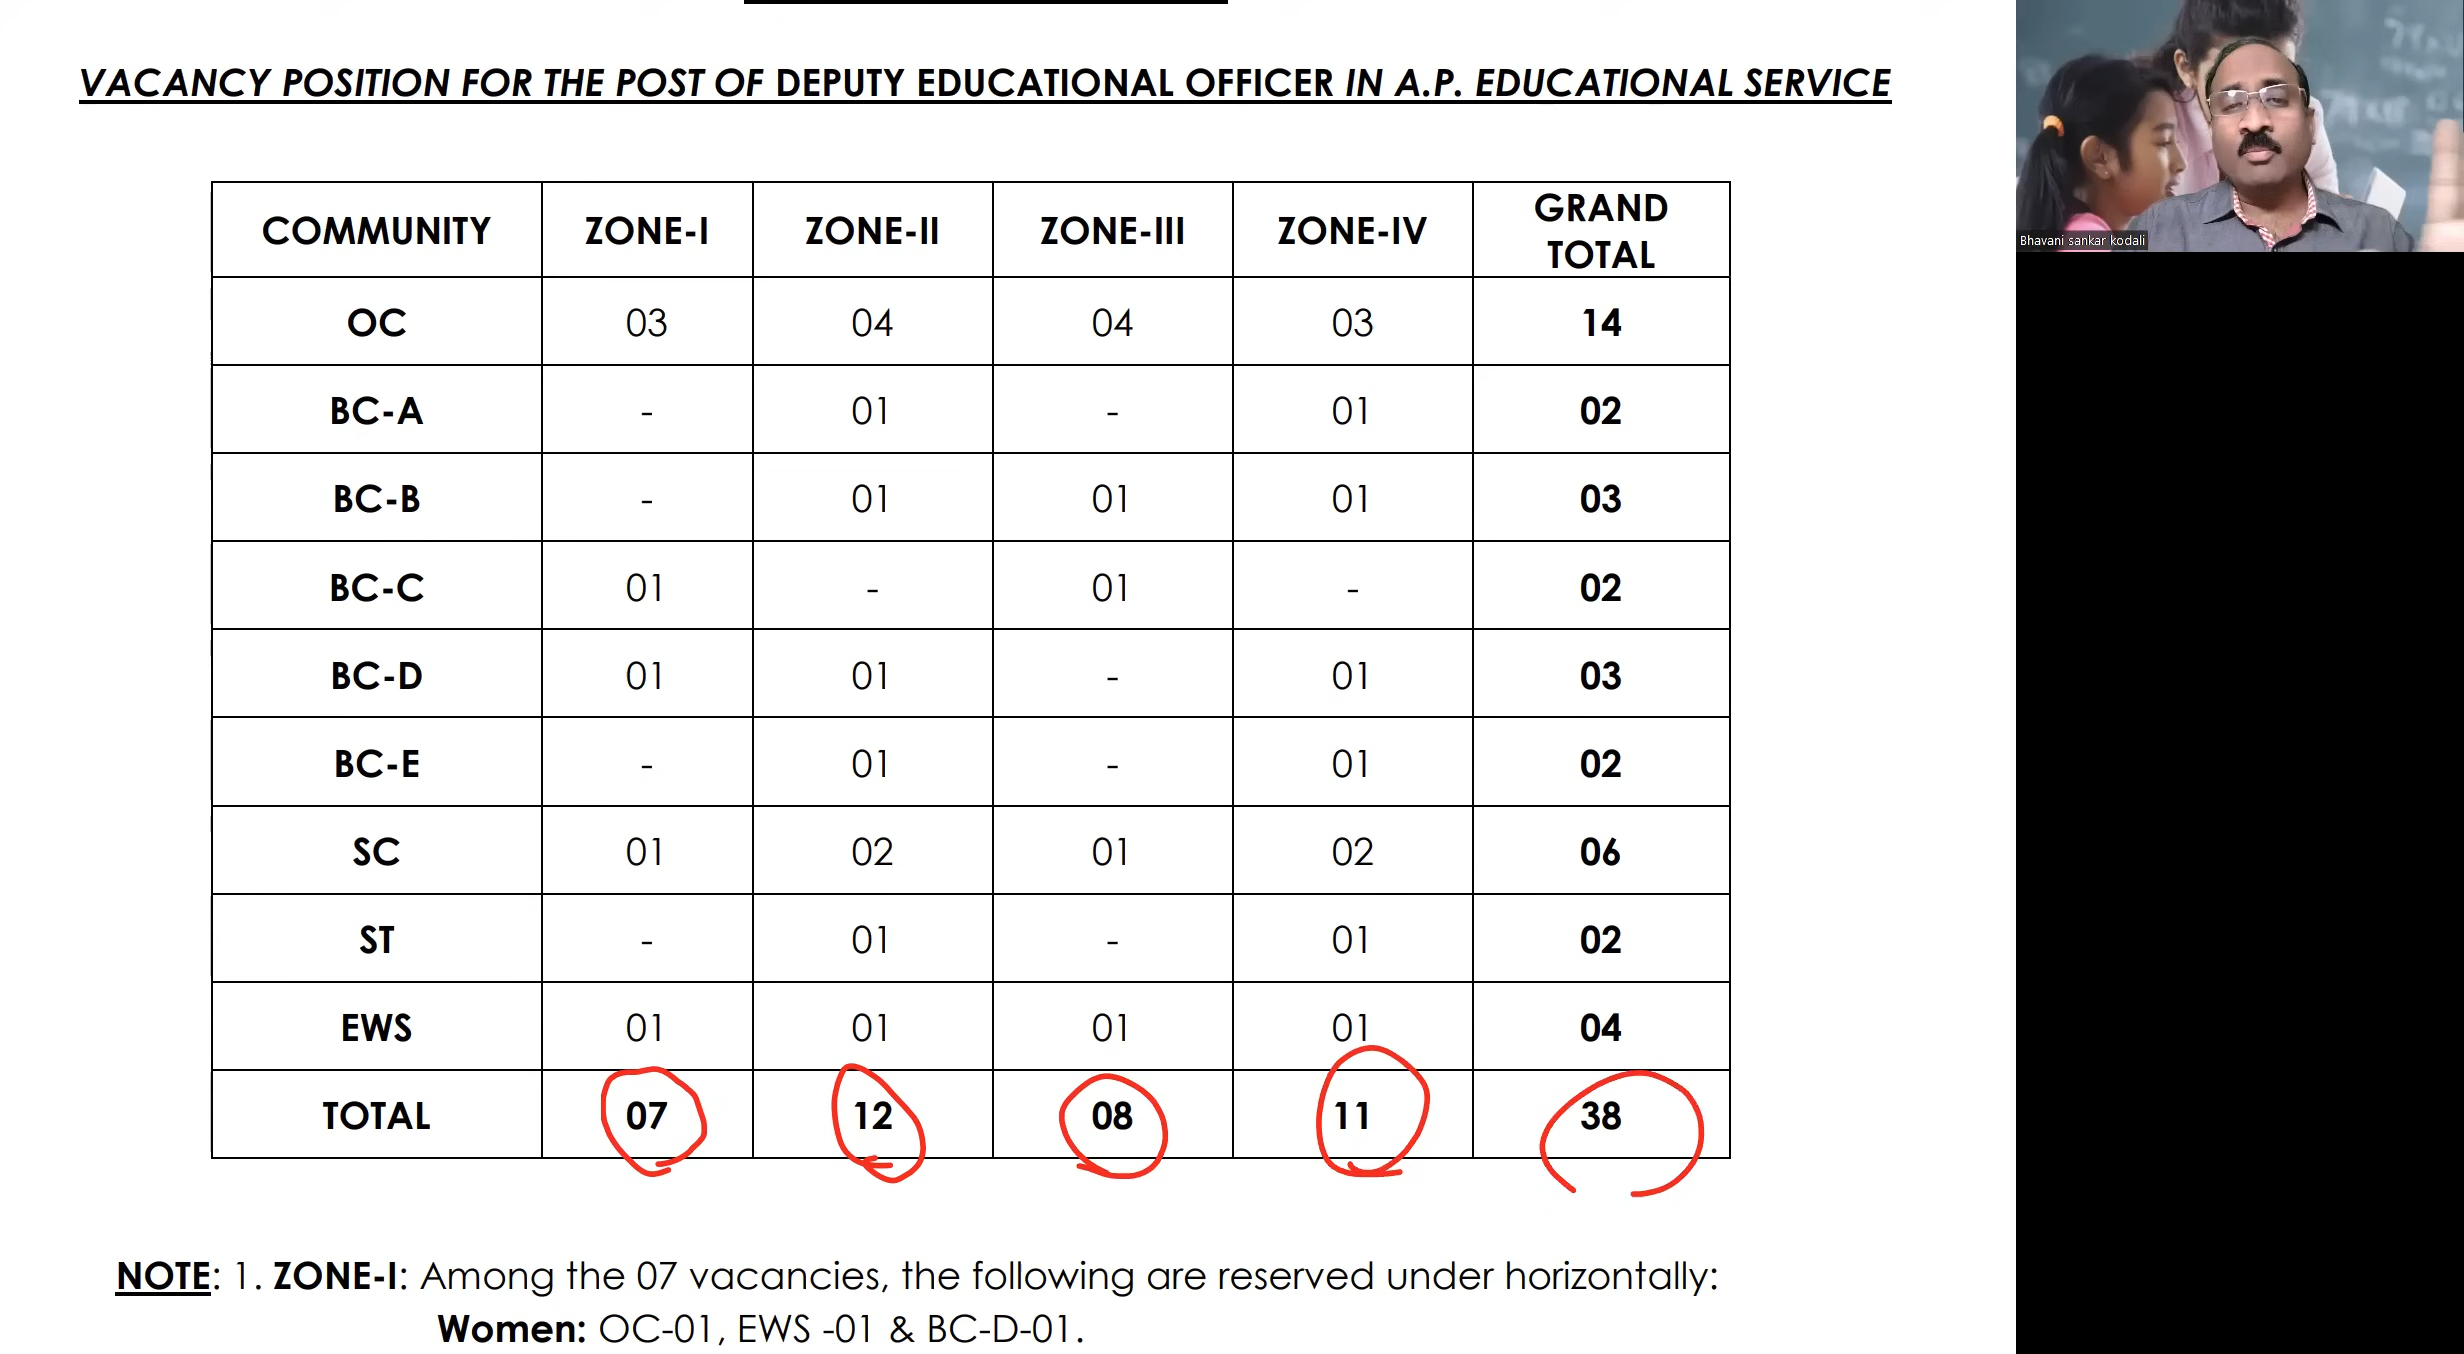 VACANCY POSITION FOR THE POST OF DEPUTY EDUCATIONAL OFFICER IN A.P. EDUCATIONAL SERVICE
COMMUNITY ZONE-I ZONE-II ZONE-III ZONE-IV GRAND TOTAL
OC 03 04 04 03 14
BC-A - 01 - 01 02
BC-B - 01 01 01 03
BC-C 01 - 01 - 02
BC-D 01 01 - 01 03
BC-E - 01 - 01 02
SC 01 02 01 02 06
ST - 01 - 01 02
EWS 01 01 01 01 04
TOTAL 07 12 08 11 38
NOTE: 1. ZONE-I: Among the 07 vacancies, the following are reserved under horizontally:
Women: OC-01, EWS -01 & BC-D-01.
Bhavani sankar kodali